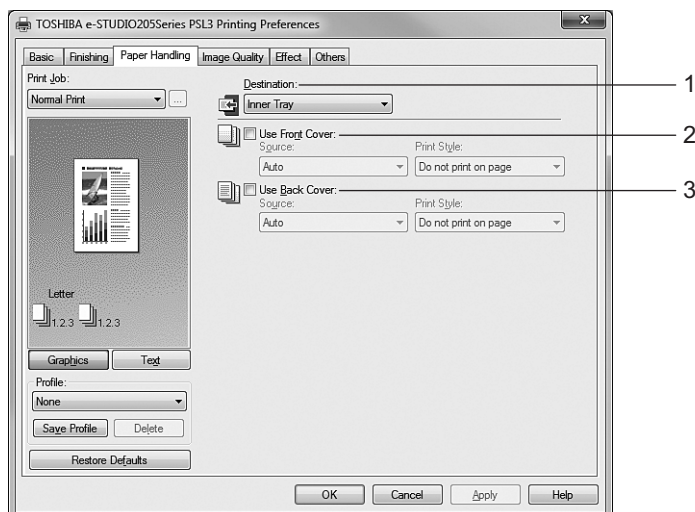 TOSHIBA e-STUDIO205Series PSL3 Printing Preferences
Basic Finishing Paper Handling Image Quality Effect Others
Print Job:
Normal Print
...
Letter
1.2.3 1.2.3
Graphics Text
Profile:
None
Save Profile Delete
Restore Defaults
Destination: 1
Inner Tray
Use Front Cover: 2
Source: Print Style:
Auto Do not print on page
Use Back Cover: 3
Source: Print Style:
Auto Do not print on page
OK Cancel Apply Help